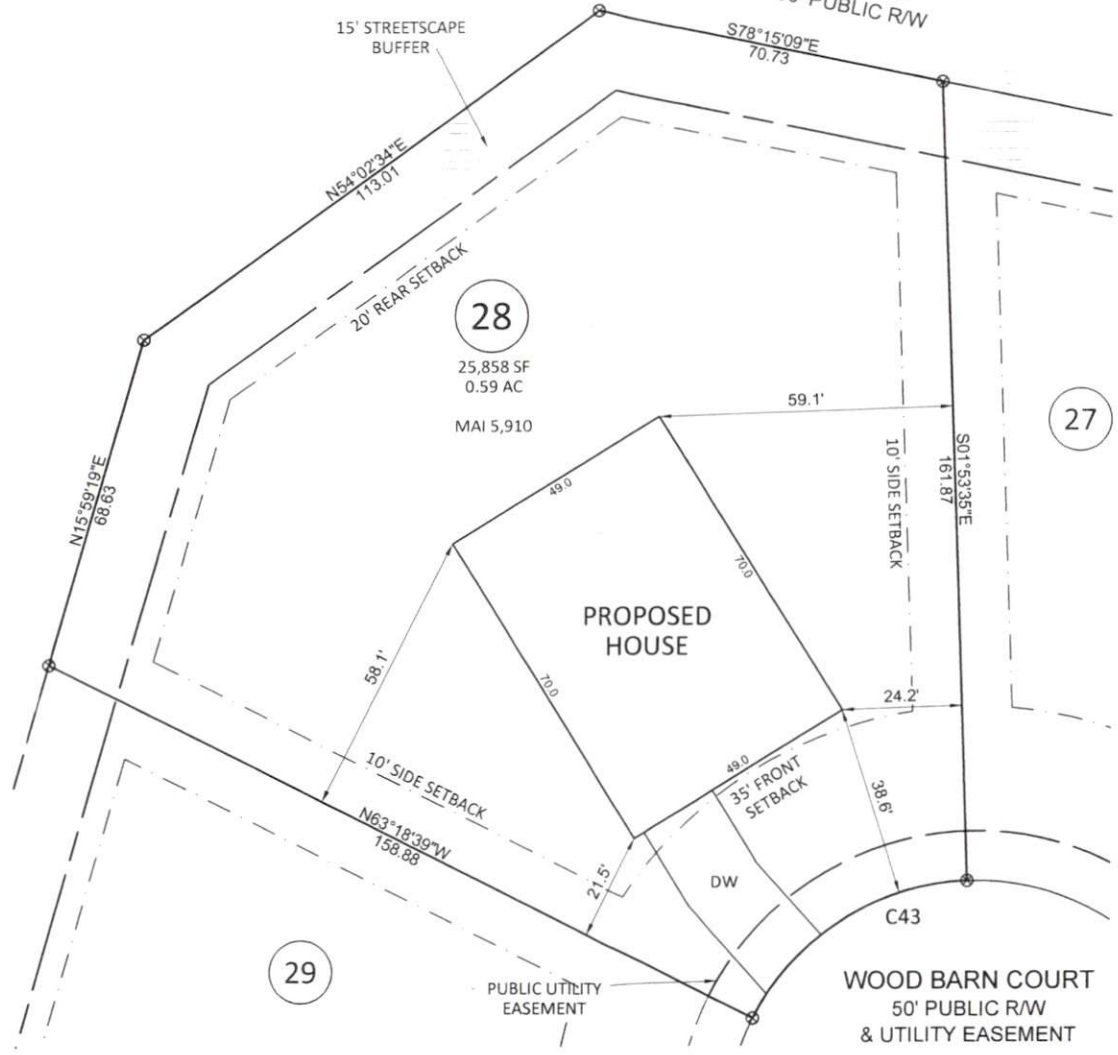 PUBLIC R/W
15' STREETSCAPE
BUFFER
S78°15'09"E
70.73
N54°02'34"E
113.01
20' REAR SETBACK
28
25,858 SF
0.59 AC
MAI 5,910
59.1'
27
10' SIDE SETBACK
S01°53'35"E
161.87
N15°59'19"E
68.63
49.0
70.0
PROPOSED
HOUSE
58.1'
70.0
24.2'
10' SIDE SETBACK
49.0
35' FRONT
SETBACK
38.6'
N63°18'39"W
158.88
21.5'
DW
C43
29
PUBLIC UTILITY
EASEMENT
WOOD BARN COURT
50' PUBLIC R/W
& UTILITY EASEMENT